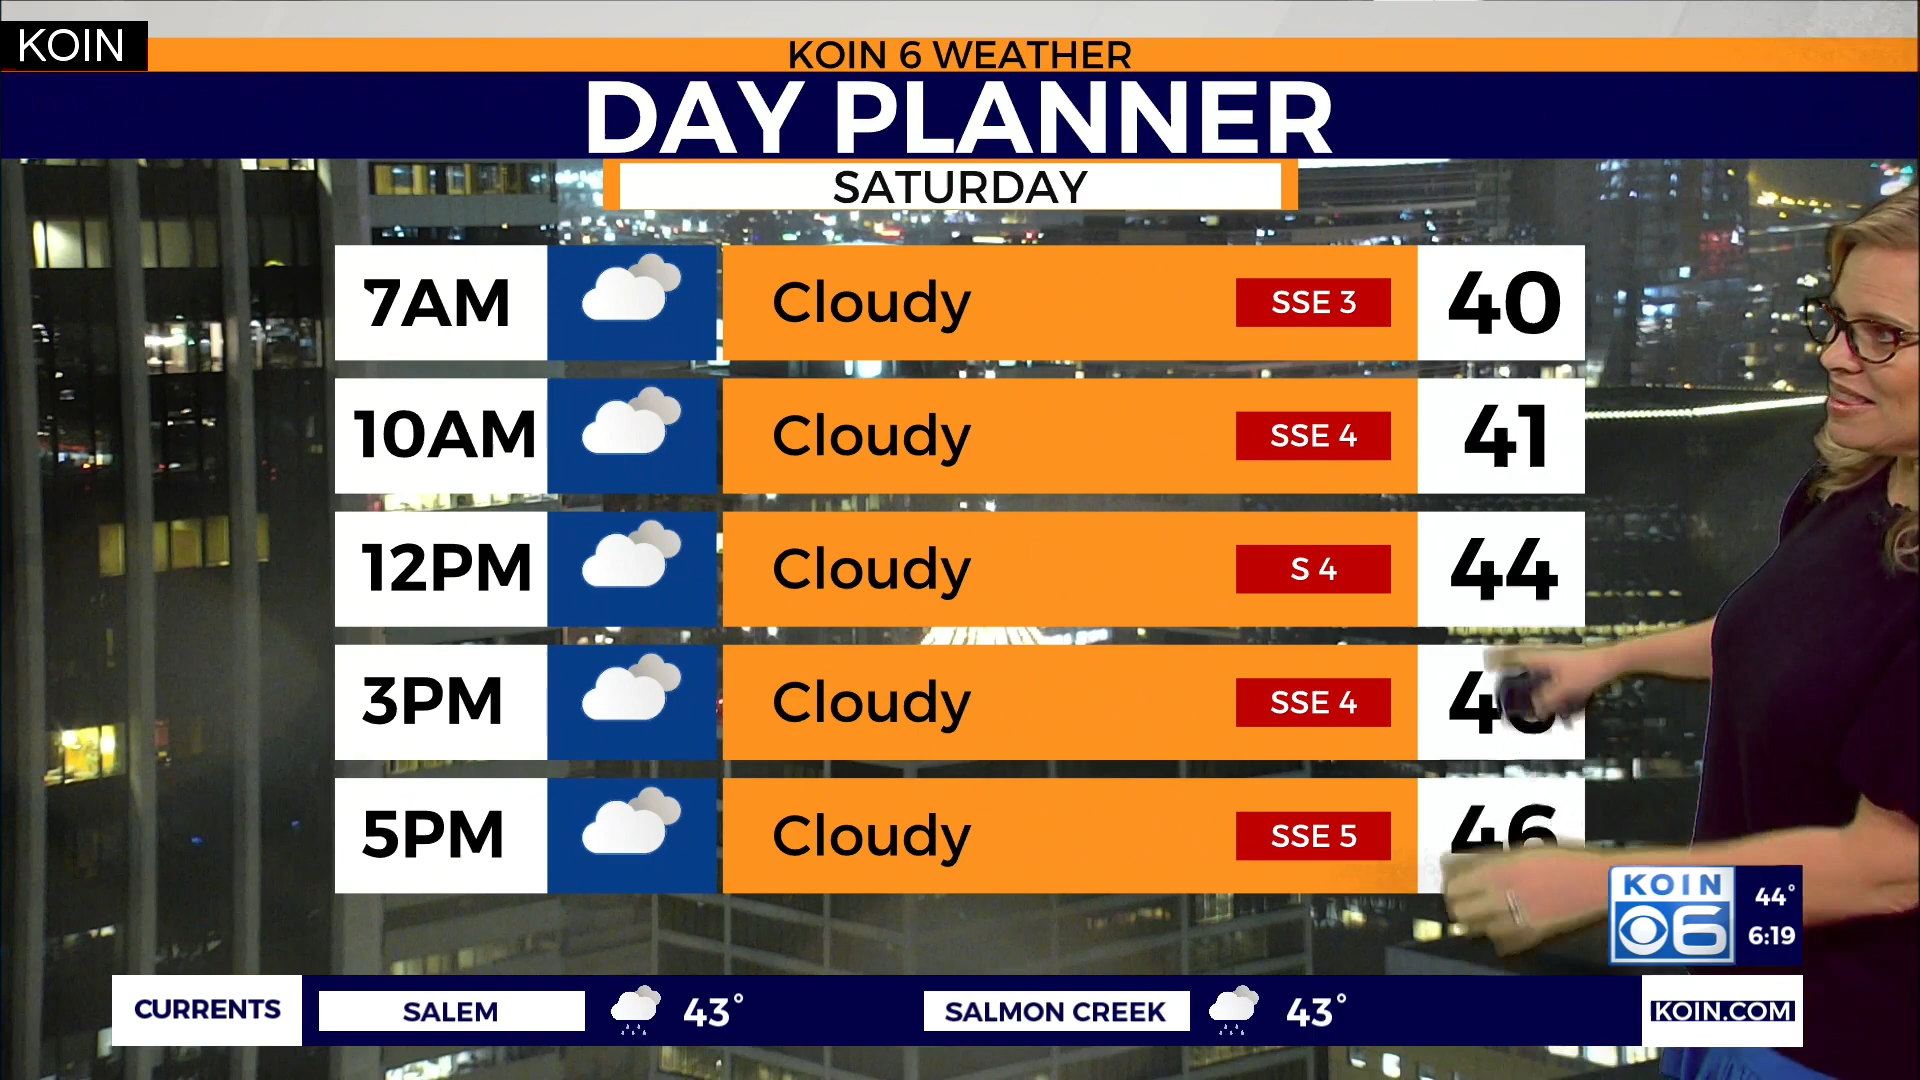 KOIN
KOIN 6 WEATHER
DAY PLANNER
SATURDAY
7AM Cloudy SSE 3 40
10AM Cloudy SSE 4 41
12PM Cloudy S 4 44
3PM Cloudy SSE 4
5PM Cloudy SSE 5 46
KOIN 6 44°
6:19
CURRENTS SALEM 43° SALMON CREEK 43° KOIN.COM